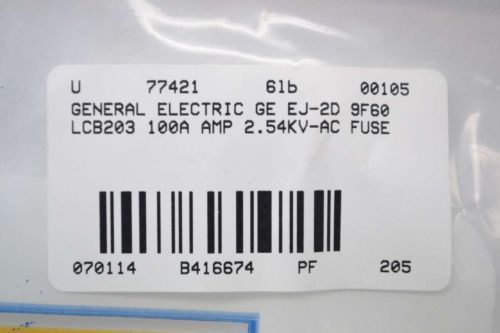 U 77421 6lb 00105
GENERAL ELECTRIC GE EJ-2D 9F60
LCB203 100A AMP 2.54KV-AC FUSE
070114 B416674 PF 205